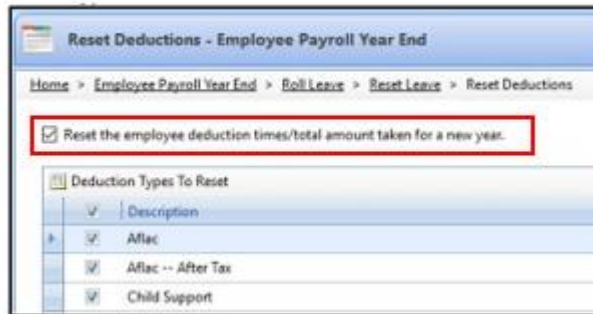 Reset Deductions - Employee Payroll Year End
Home > Employee Payroll Year End > Roll Leave > Reset Leave > Reset Deductions
Reset the employee deduction times/total amount taken for a new year.
Deduction Types To Reset
Description
Aflac
Aflac -- After Tax
Child Support